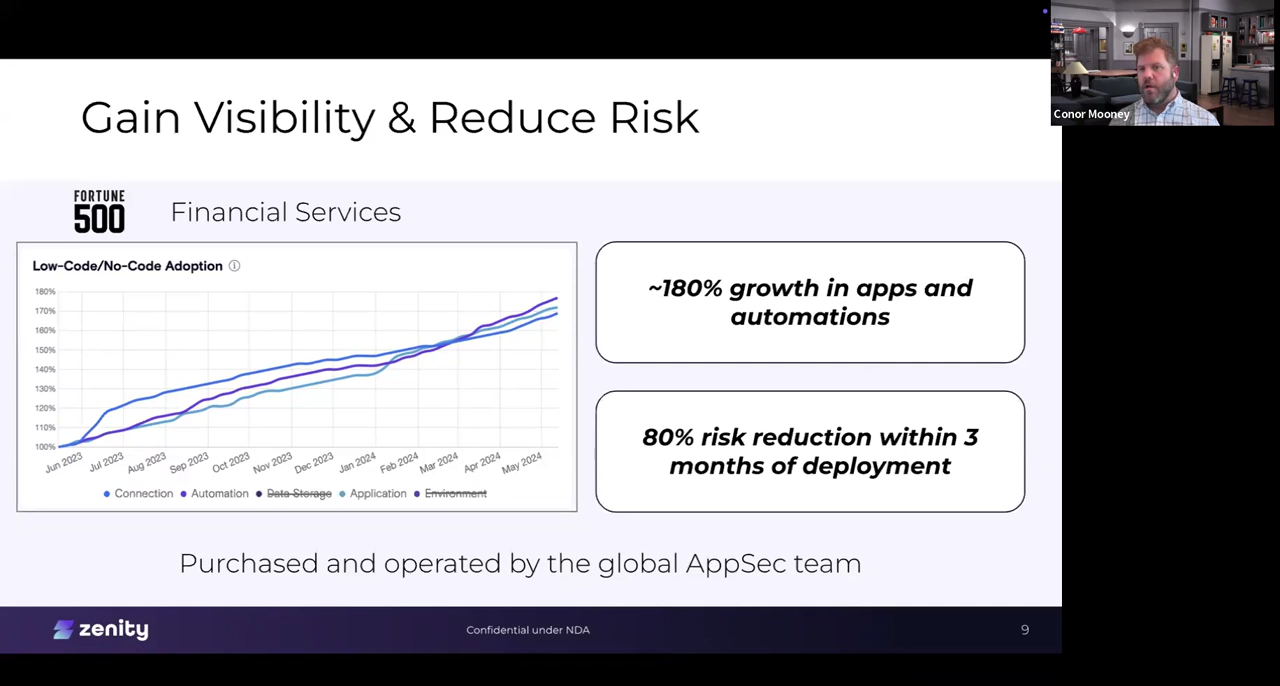 Conor Mooney
Gain Visibility & Reduce Risk
FORTUNE
500
Financial Services
Low-Code/No-Code Adoption
180%
170%
160%
150%
140%
130%
120%
110%
100%
Jun 2023
Jul 2023
Aug 2023
Sep 2023
Oct 2023
Nov 2023
Dec 2023
Jan 2024
Feb 2024
Mar 2024
Apr 2024
May 2024
Connection Automation Data Storage Application Environment
~180% growth in apps and
automations
80% risk reduction within 3
months of deployment
Purchased and operated by the global AppSec team
zenity
Confidential under NDA
9